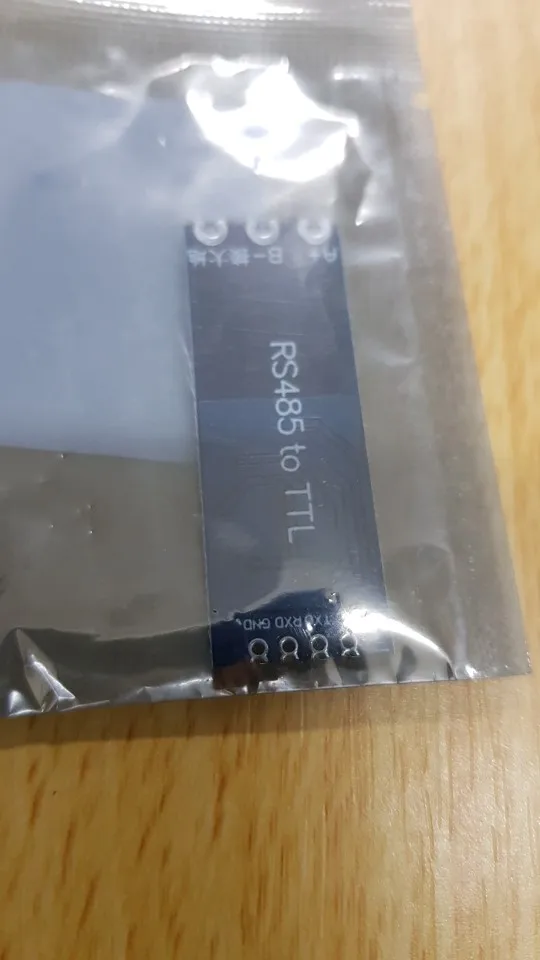 A+
B-
接大地
RS485 to TTL
TXD RXD GND